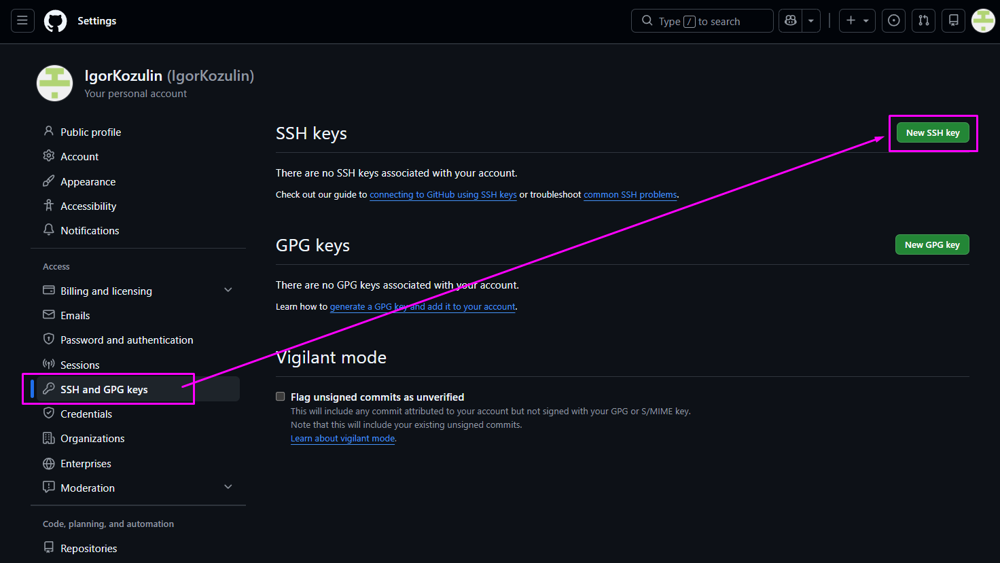 Settings
Type / to search
IgorKozulin (IgorKozulin)
Your personal account
Public profile
Account
Appearance
Accessibility
Notifications
Access
Billing and licensing
Emails
Password and authentication
Sessions
SSH and GPG keys
Credentials
Organizations
Enterprises
Moderation
Code, planning, and automation
Repositories
SSH keys
New SSH key
There are no SSH keys associated with your account.
Check out our guide to connecting to GitHub using SSH keys or troubleshoot common SSH problems.
GPG keys
New GPG key
There are no GPG keys associated with your account.
Learn how to generate a GPG key and add it to your account.
Vigilant mode
Flag unsigned commits as unverified
This will include any commit attributed to your account but not signed with your GPG or S/MIME key.
Note that this will include your existing unsigned commits.
Learn about vigilant mode.